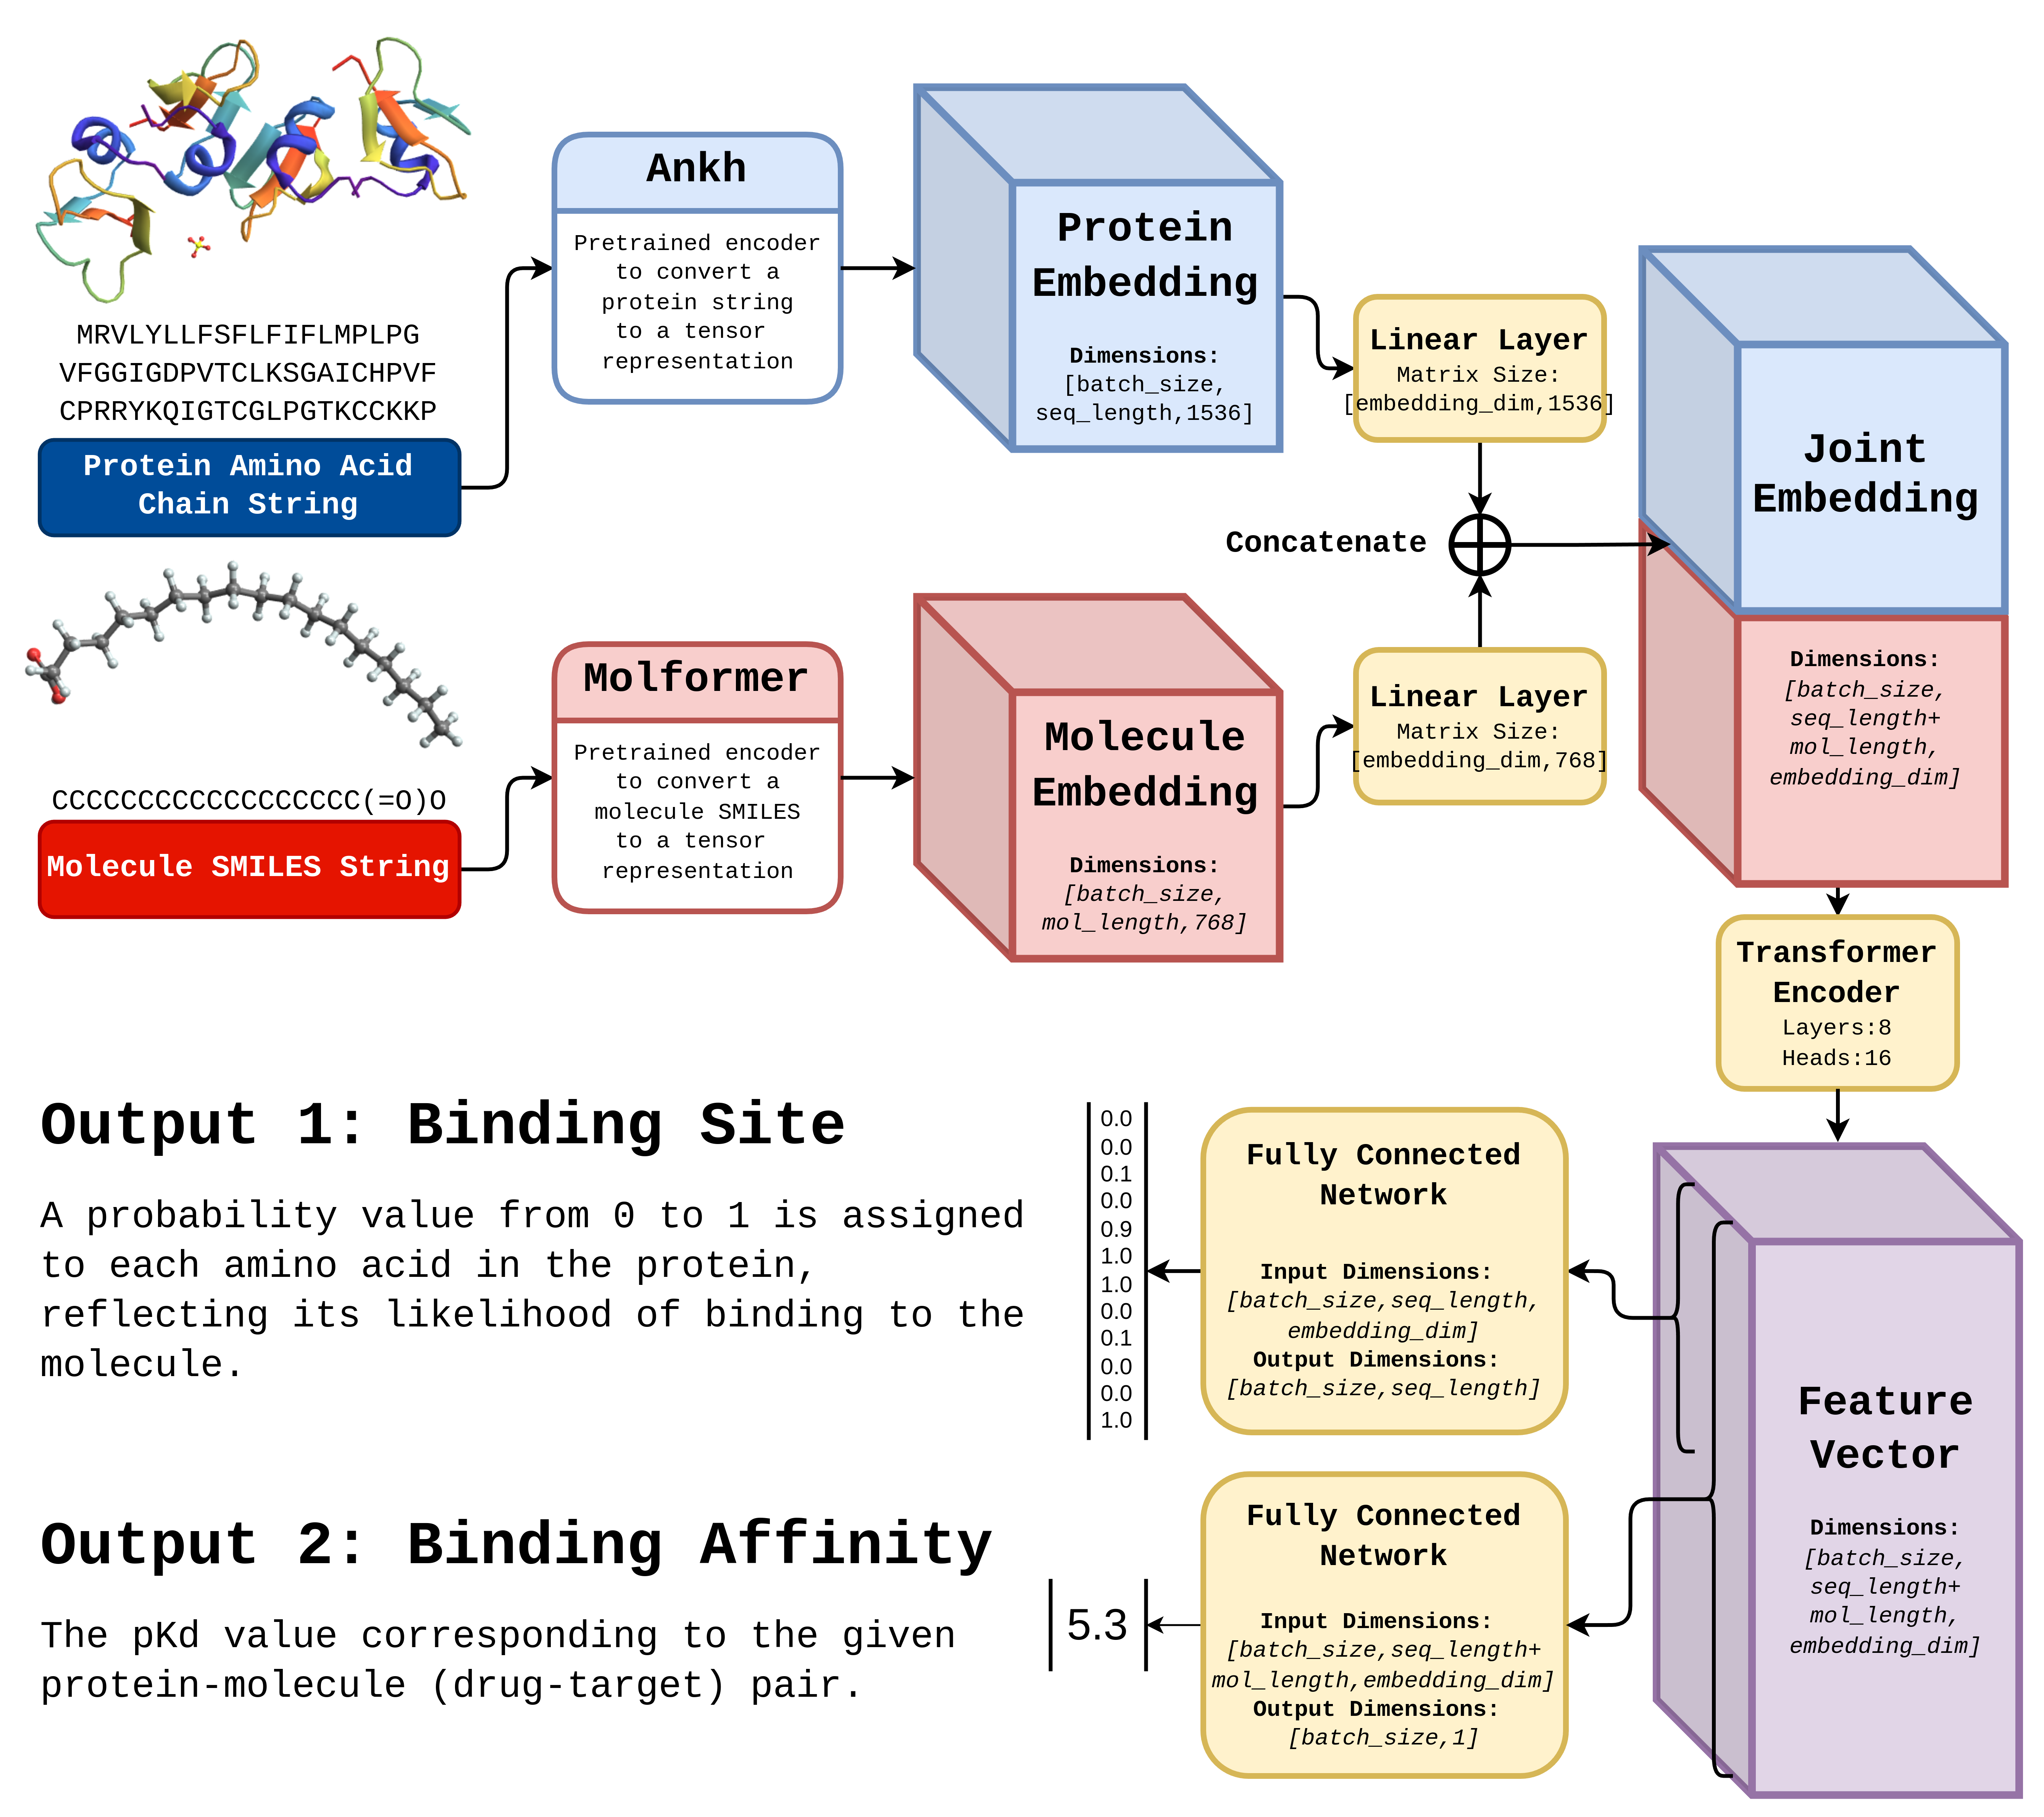 MRVLYLLFSFLFIFLMPLPG
VFGGIGDPVTCLKSGAICHPVF
CPRRYKQIGTCGLPGTKCCKKP
Protein Amino Acid
Chain String
Ankh
Pretrained encoder
to convert a
protein string
to a tensor
representation
Protein
Embedding
Dimensions:
[batch_size,
seq_length,1536]
Linear Layer
Matrix Size:
[embedding_dim,1536]
Concatenate
CCCCCCCCCCCCCCCCCC(=O)O
Molecule SMILES String
Molformer
Pretrained encoder
to convert a
molecule SMILES
to a tensor
representation
Molecule
Embedding
Dimensions:
[batch_size,
mol_length,768]
Linear Layer
Matrix Size:
[embedding_dim,768]
Joint
Embedding
Dimensions:
[batch_size,
seq_length+
mol_length,
embedding_dim]
Transformer
Encoder
Layers:8
Heads:16
Feature
Vector
Dimensions:
[batch_size,
seq_length+
mol_length,
embedding_dim]
Fully Connected
Network
Input Dimensions:
[batch_size,seq_length,
embedding_dim]
Output Dimensions:
[batch_size,seq_length]
0.0
0.0
0.1
0.0
0.9
1.0
1.0
0.0
0.1
0.0
0.0
1.0
Output 1: Binding Site
A probability value from 0 to 1 is assigned
to each amino acid in the protein,
reflecting its likelihood of binding to the
molecule.
Fully Connected
Network
Input Dimensions:
[batch_size,seq_length+
mol_length,embedding_dim]
Output Dimensions:
[batch_size,1]
5.3
Output 2: Binding Affinity
The pKd value corresponding to the given
protein-molecule (drug-target) pair.